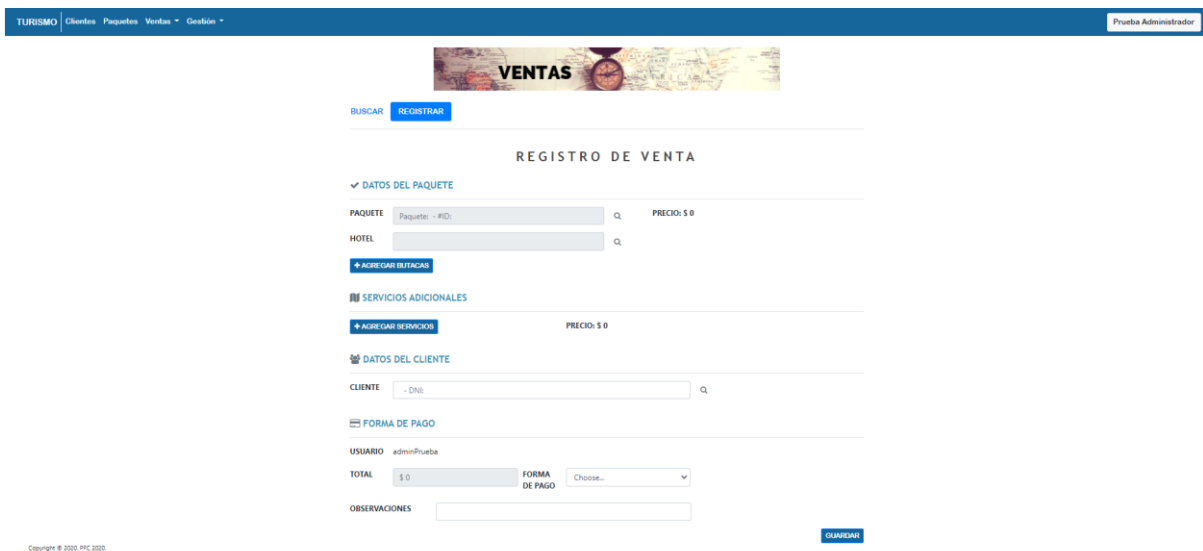 TURISMO Clientes Paquetes Ventas Gestión Prueba Administrador
VENTAS
BUSCAR REGISTRAR
REGISTRO DE VENTA
DATOS DEL PAQUETE
PAQUETE Paquete: - #ID: PRECIO: $ 0
HOTEL
+ AGREGAR BUTACAS
SERVICIOS ADICIONALES
+ AGREGAR SERVICIOS PRECIO: $ 0
DATOS DEL CLIENTE
CLIENTE - DNI:
FORMA DE PAGO
USUARIO adminPrueba
TOTAL $ 0 FORMA DE PAGO Choose...
OBSERVACIONES
GUARDAR
Copyright © 2020. PFC 2020.